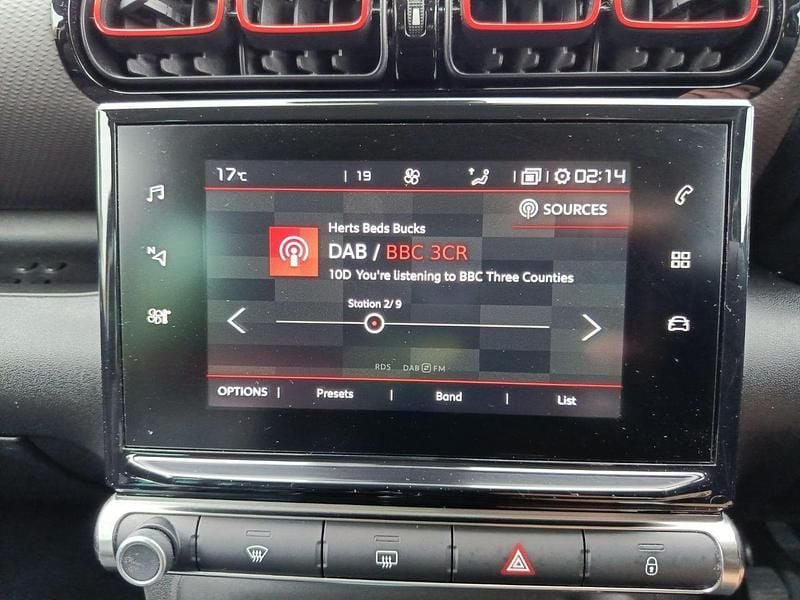 17°C | 19 | | 02:14
SOURCES
Herts Beds Bucks
DAB / BBC 3CR
10D You're listening to BBC Three Counties
Station 2/ 9
RDS DAB FM
OPTIONS | Presets | Band | List
N